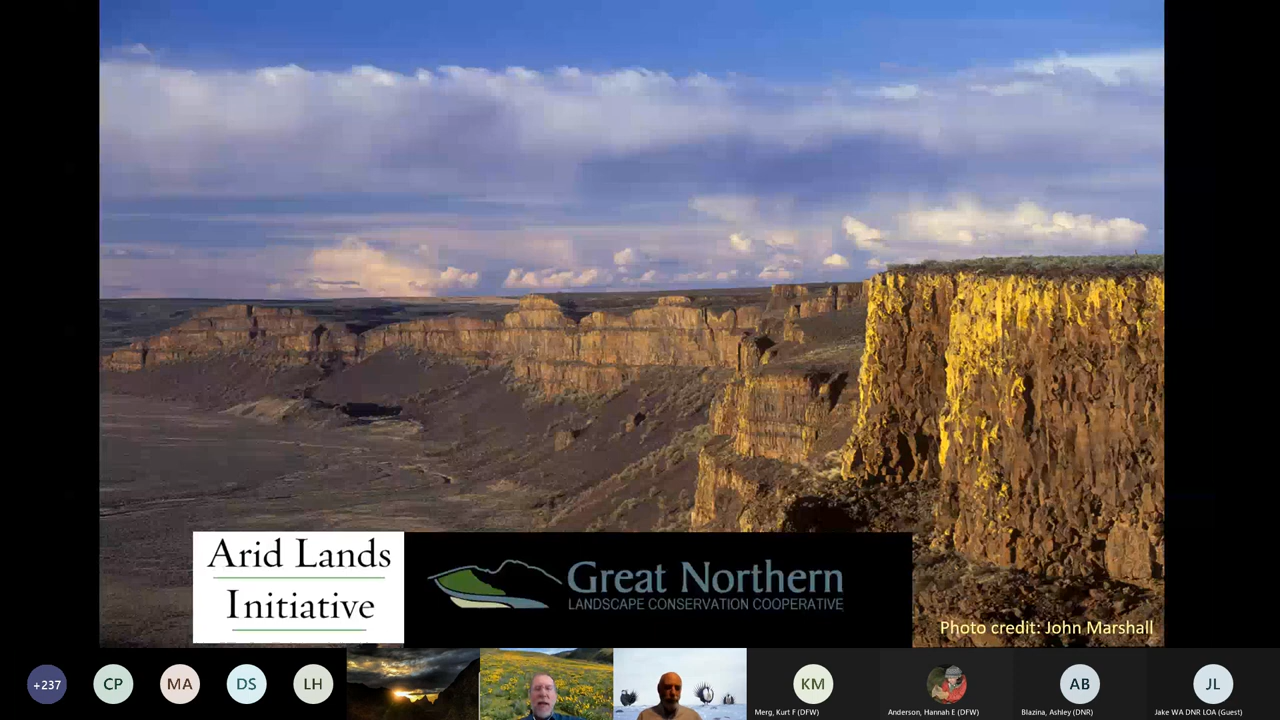 Arid Lands
Initiative
Great Northern
LANDSCAPE CONSERVATION COOPERATIVE
Photo credit: John Marshall
+237
CP
MA
DS
LH
KM
AB
JL
Merg, Kurt F (DFW)
Anderson, Hannah E (DFW)
Blazina, Ashley (DNR)
Jake WA DNR LOA (Guest)